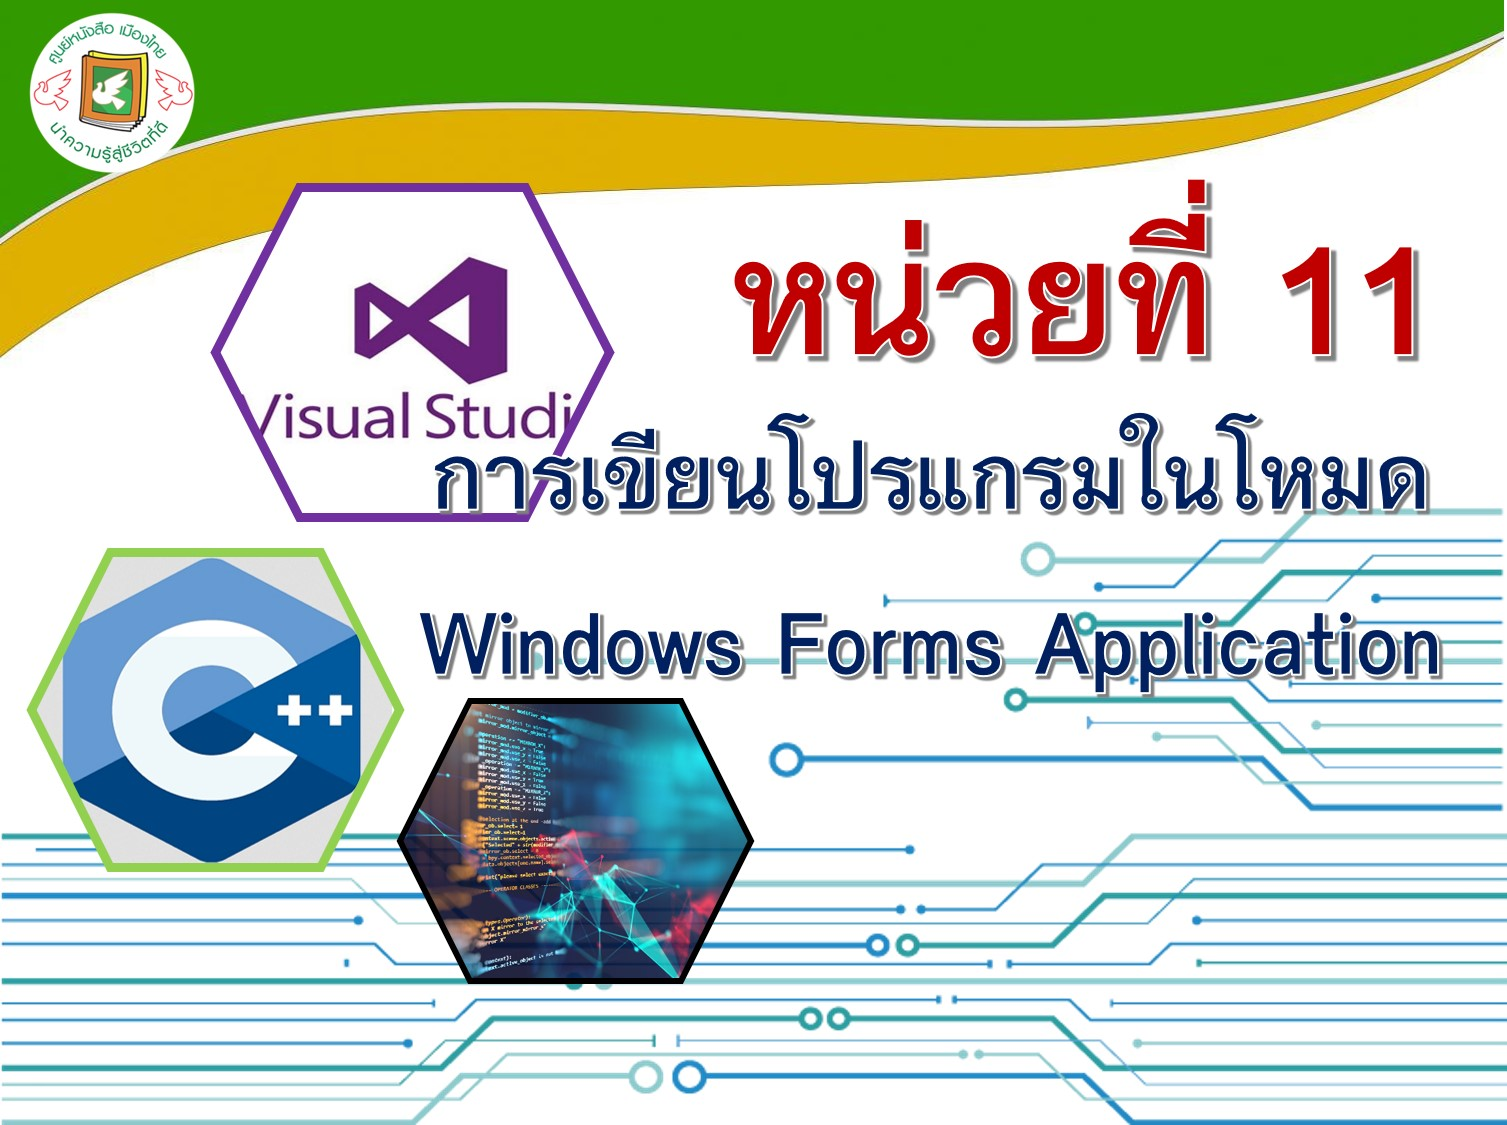 ศูนย์หนังสือ เมืองไทย
นำความรู้สู่ชีวิตที่ดี
หน่วยที่ 11
Visual Studi
การเขียนโปรแกรมในโหมด
Windows Forms Application
C++